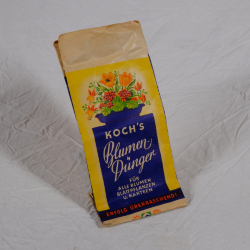 KOCH'S
Blumen
Dünger
FÜR
ALLE BLUMEN
BLATTPFLANZEN
U. KAKTEEN
ERFOLG ÜBERRASCHEND!